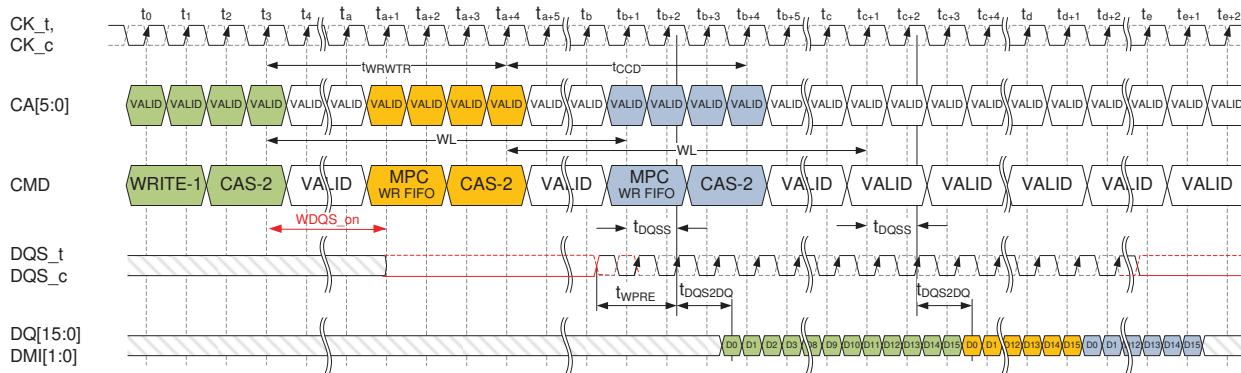 t0 t1 t2 t3 t4 ta ta+1 ta+2 ta+3 ta+4 ta+5 tb tb+1 tb+2 tb+3 tb+4 tb+5 tc tc+1 tc+2 tc+3 tc+4 td td+1 td+2 te te+1 te+2
CK_t,
CK_c
tWRWTR tCCD
CA[5:0] VALID VALID VALID VALID VALID VALID VALID VALID VALID VALID VALID VALID VALID VALID VALID VALID VALID VALID VALID VALID VALID VALID VALID VALID VALID VALID VALID VALID
WL
WL
CMD WRITE-1 CAS-2 VALID MPC WR FIFO CAS-2 VALID MPC WR FIFO CAS-2 VALID VALID VALID VALID VALID VALID
WDQS_on tDQSS tDQSS
DQS_t
DQS_c
tWPRE tDQS2DQ tDQS2DQ
DQ[15:0]
DMI[1:0]
D0 D1 D2 D3 D8 D9 D10 D11 D12 D13 D14 D15 D0 D1 D12 D13 D14 D15 D0 D1 D12 D13 D14 D15